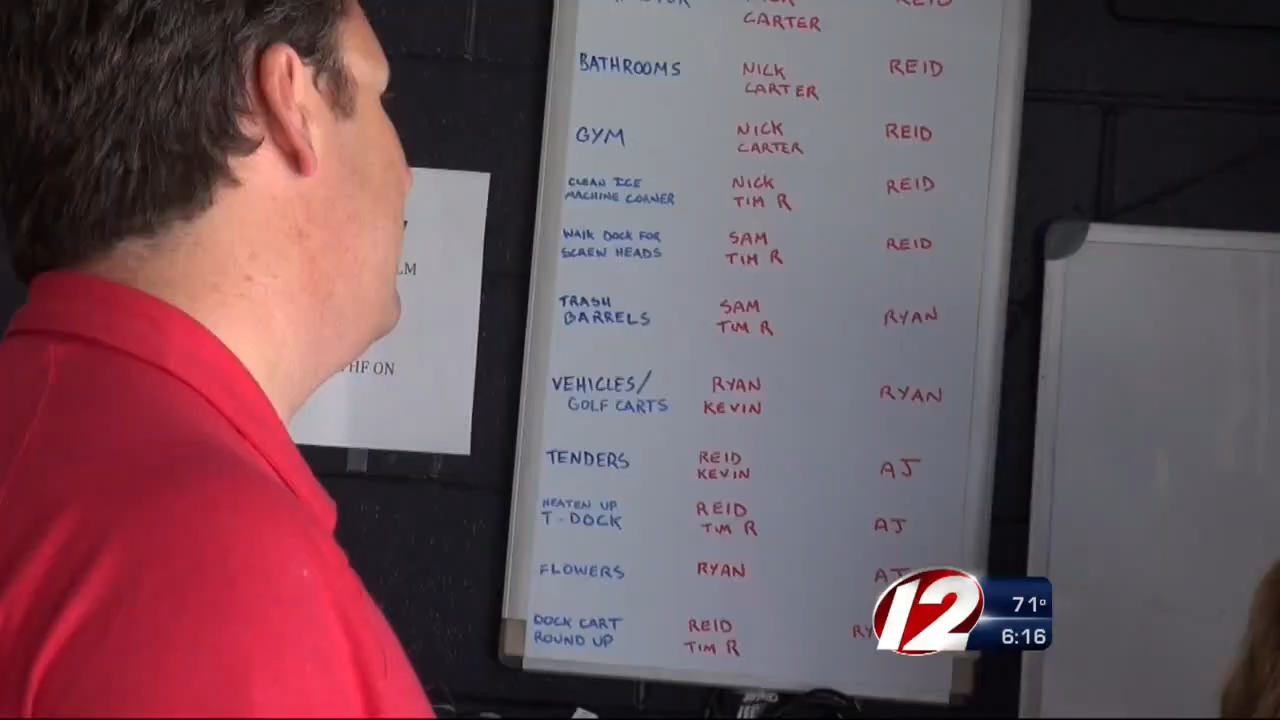 CARTER
REID
BATHROOMS NICK REID
CARTER
GYM NICK REID
CARTER
CLEAN ICE NICK REID
MACHINE CORNER TIM R
WALK DOCK FOR SAM REID
SCREW HEADS TIM R
TRASH SAM RYAN
BARRELS TIM R
VEHICLES/ RYAN RYAN
GOLF CARTS KEVIN
TENDERS REID AJ
KEVIN
NEATEN UP REID AJ
T-DOCK TIM R
FLOWERS RYAN AJ
DOCK CART REID
ROUND UP TIM R
LM
HF ON
12
71°
6:16